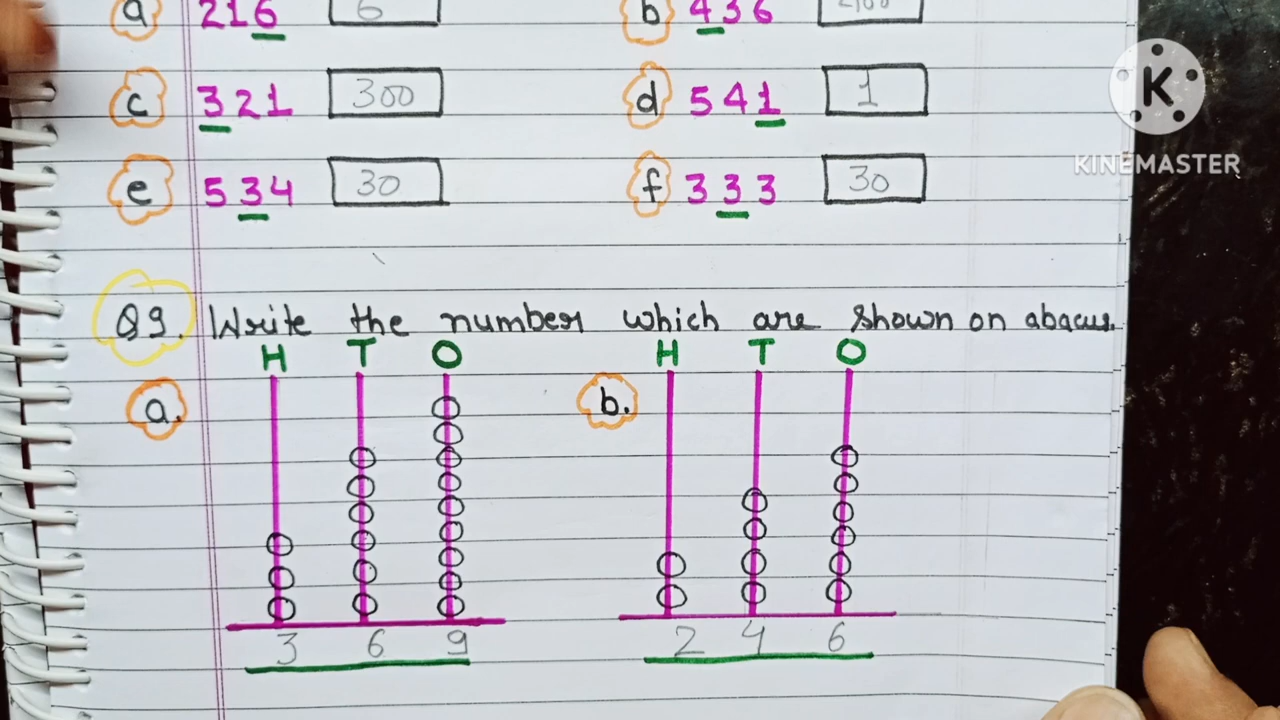 a 216 6 b 436 400
c 321 300 d 541 1
e 534 30 f 333 30
K
KINEMASTER
Q9. Write the number which are shown on abacus.
H T O H T O
a. b.
3 6 9 2 4 6